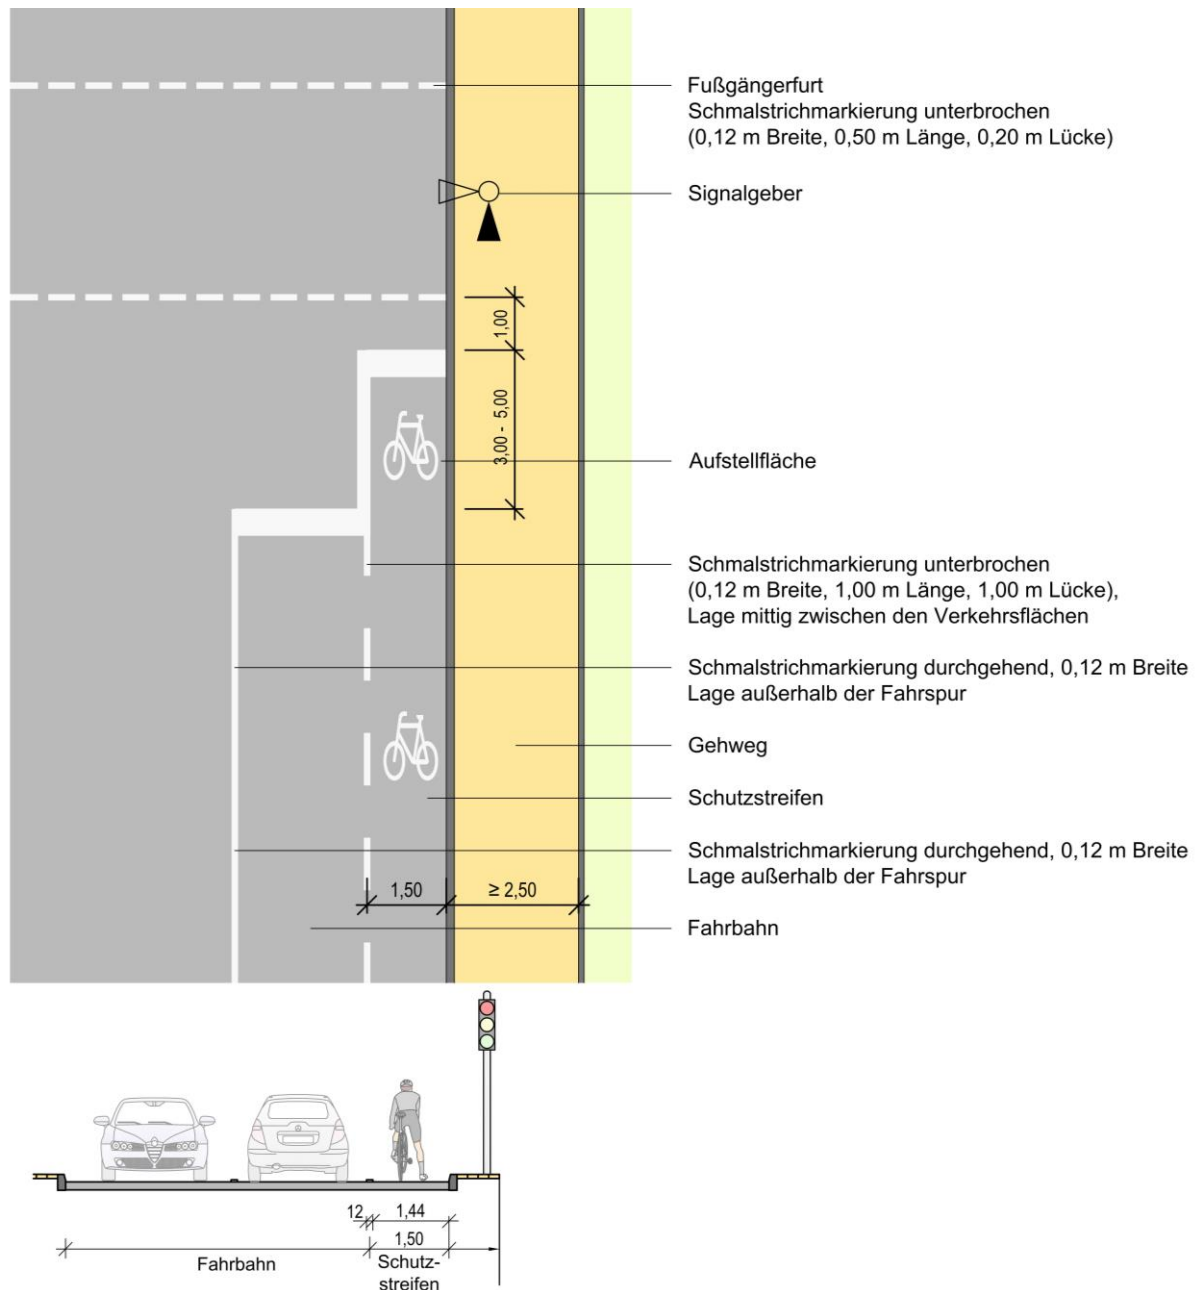 Fußgängerfurt
Schmalstrichmarkierung unterbrochen
(0,12 m Breite, 0,50 m Länge, 0,20 m Lücke)
Signalgeber
1,00
3,00 - 5,00
Aufstellfläche
Schmalstrichmarkierung unterbrochen
(0,12 m Breite, 1,00 m Länge, 1,00 m Lücke),
Lage mittig zwischen den Verkehrsflächen
Schmalstrichmarkierung durchgehend, 0,12 m Breite
Lage außerhalb der Fahrspur
Gehweg
Schutzstreifen
Schmalstrichmarkierung durchgehend, 0,12 m Breite
Lage außerhalb der Fahrspur
1,50
≥ 2,50
Fahrbahn
12
1,44
1,50
Fahrbahn
Schutz-
streifen